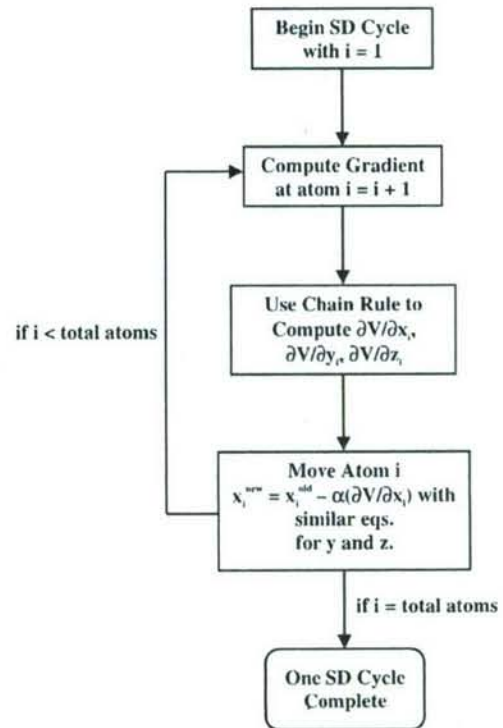 Begin SD Cycle
with i = 1
Compute Gradient
at atom i = i + 1
Use Chain Rule to
Compute ∂V/∂xᵢ,
∂V/∂yᵢ, ∂V/∂zᵢ
if i < total atoms
Move Atom i
xᵢⁿᵉʷ = xᵢᵒˡᵈ – α(∂V/∂xᵢ) with
similar eqs.
for y and z.
if i = total atoms
One SD Cycle
Complete